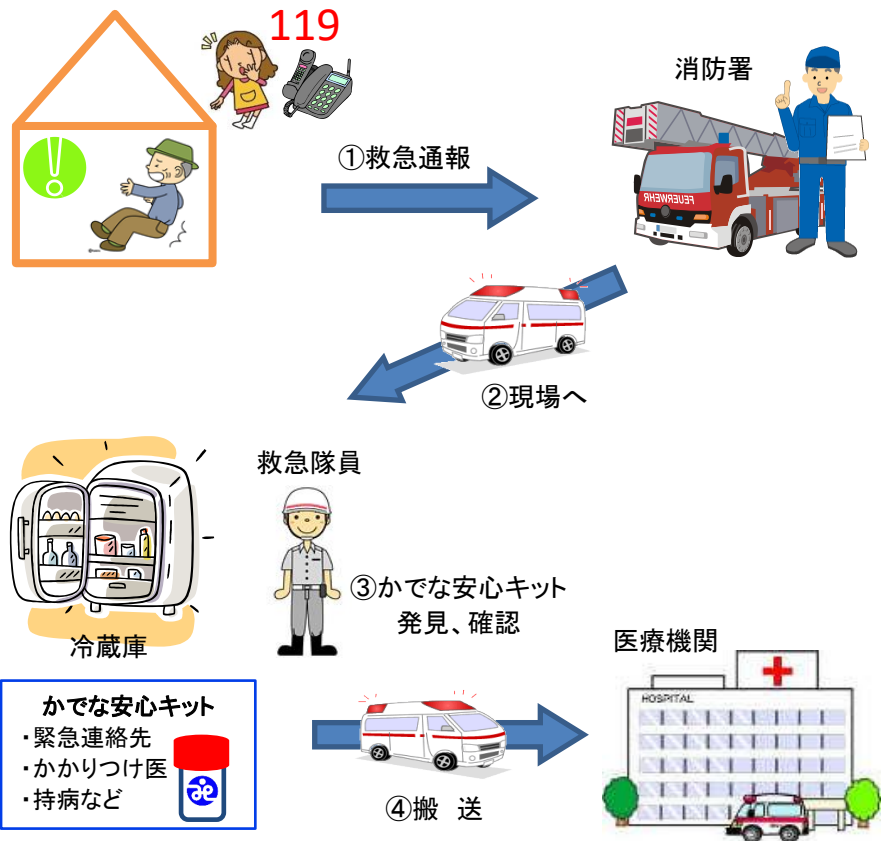 119
消防署
①救急通報
FEUERWEHR
②現場へ
救急隊員
③かでな安心キット
発見、確認
冷蔵庫
医療機関
HOSPITAL
かでな安心キット
・緊急連絡先
・かかりつけ医
・持病など
④搬 送